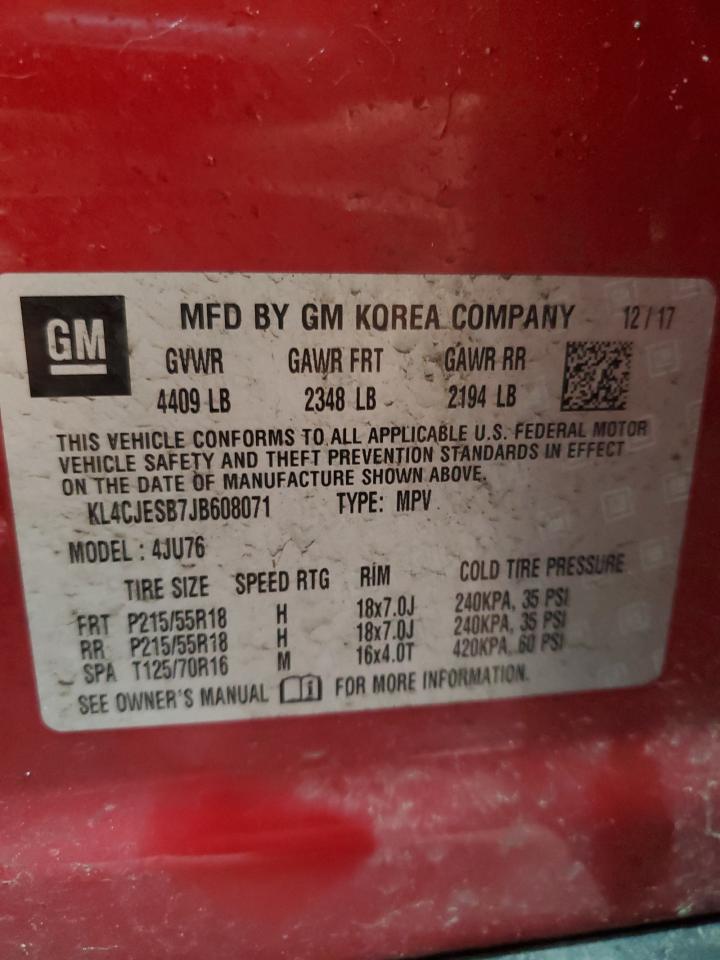 GM
MFD BY GM KOREA COMPANY 12/17
GVWR GAWR FRT GAWR RR
4409 LB 2348 LB 2194 LB
THIS VEHICLE CONFORMS TO ALL APPLICABLE U.S. FEDERAL MOTOR
VEHICLE SAFETY AND THEFT PREVENTION STANDARDS IN EFFECT
ON THE DATE OF MANUFACTURE SHOWN ABOVE.
KL4CJESB7JB608071 TYPE: MPV
MODEL : 4JU76
TIRE SIZE SPEED RTG RIM COLD TIRE PRESSURE
FRT P215/55R18 H 18x7.0J 240KPA, 35 PSI
RR P215/55R18 H 18x7.0J 240KPA, 35 PSI
SPA T125/70R16 M 16x4.0T 420KPA, 60 PSI
SEE OWNER'S MANUAL FOR MORE INFORMATION.